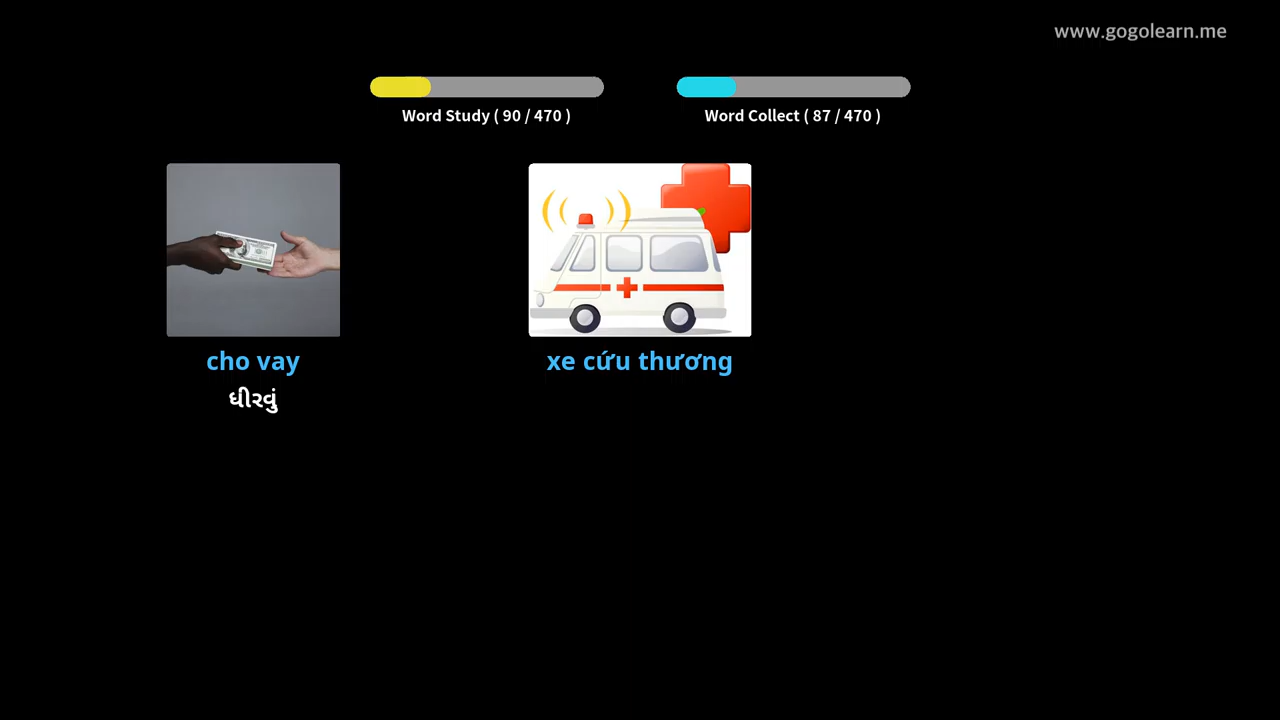 www.gogolearn.me
Word Study ( 90 / 470 )
Word Collect ( 87 / 470 )
cho vay
xe cứu thương
ધીરવું